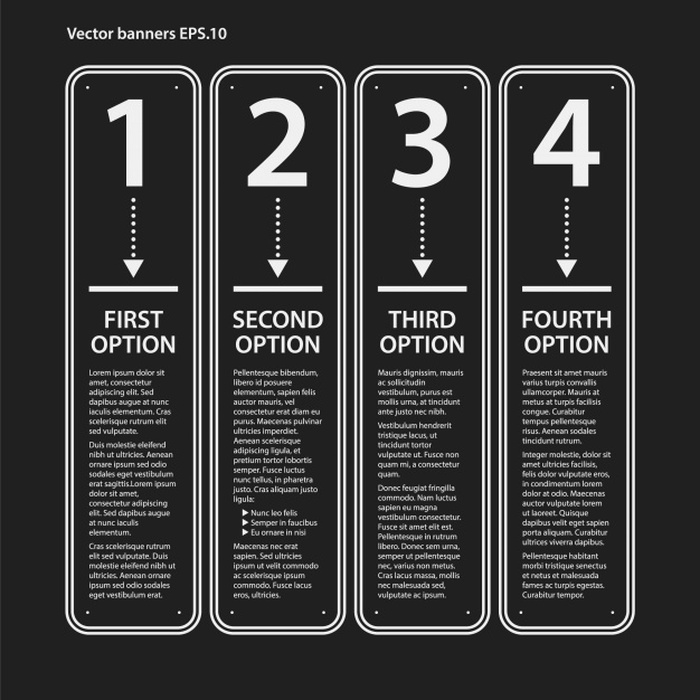 Vector banners EPS.10
1
FIRST
OPTION
Lorem ipsum dolor sit
amet, consectetur
adipiscing elit. Sed
dapibus augue at nunc
iaculis elementum. Cras
scelerisque rutrum elit
sed vulputate.
Duis molestie eleifend
nibh ut ultricies. Aenean
ornare ipsum sed odio
sodales eget vestibulum
erat sagittis.Lorem ipsum
dolor sit amet,
consectetur adipiscing
elit. Sed dapibus augue
at nunc iaculis
elementum.
Cras scelerisque rutrum
elit sed vulputate. Duis
molestie eleifend nibh ut
ultricies. Aenean ornare
ipsum sed odio sodales
eget vestibulum erat.
2
SECOND
OPTION
Pellentesque bibendum,
libero id posuere
elementum, sapien felis
auctor mauris, vel
consectetur erat diam eu
purus. Maecenas pulvinar
ultricies imperdiet.
Aenean scelerisque
adipiscing ligula, et
pretium tortor lobortis
semper. Fusce luctus
nunc tellus, in pharetra
justo. Cras aliquam justo
ligula:
Nunc leo felis
Semper in faucibus
Eu ornare in nisi
Maecenas nec erat
sapien. Sed ultricies
ipsum ut velit commodo
ac scelerisque ipsum
commodo. Fusce lacus
eros, ultricies.
3
THIRD
OPTION
Mauris dignissim, mauris
ac sollicitudin
vestibulum, purus est
mollis urna, at tincidunt
ante justo nec nibh.
Vestibulum hendrerit
tristique lacus, ut
tincidunt tortor
vulputate ut. Fusce non
quam mi, a consectetur
quam.
Donec feugiat fringilla
commodo. Nam luctus
sapien eu magna
vestibulum consectetur.
Fusce sit amet elit est.
Pellentesque in rutrum
libero. Donec sem urna,
semper ut pellentesque
nec, varius non magna.
Cras lacus massa, mollis
nec malesuada sed,
vulputate ac ipsum.
4
FOURTH
OPTION
Praesent sit amet mauris
varius turpis convallis
ullamcorper. Mauris at
metus at turpis facilisis
congue. Curabitur
tempus pellentesque
risus. Aenean sodales
tincidunt rutrum.
Integer molestie, dolor sit
amet ultricies facilisis,
felis dolor vulputate eros,
in condimentum lorem
dolor ut odio. Maecenas
auctor vulputate lorem
ut laoreet. Quisque
dapibus velit eget sapien
porta aliquam. Curabitur
ultrices viverra dapibus.
Pellentesque habitant
morbi tristique senectus
et netus et malesuada
fames ac turpis egestas.
Curabitur tempor.